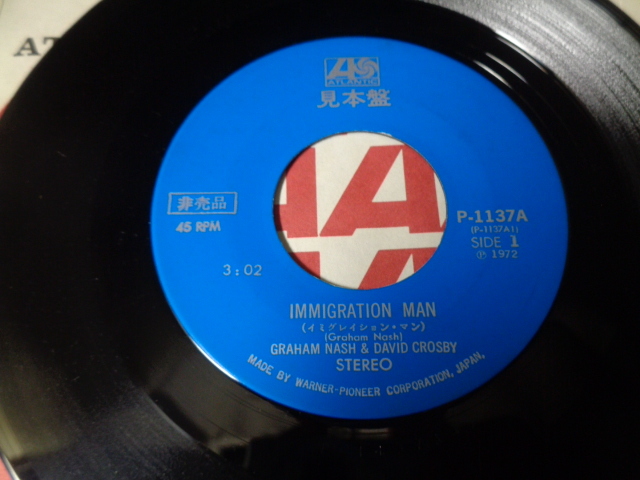 AT
ATLANTIC
見本盤
非売品
45 RPM
3:02
P-1137A
(P-1137A1)
SIDE 1
Ⓟ 1972
IMMIGRATION MAN
(イミグレイション・マン)
(Graham Nash)
GRAHAM NASH & DAVID CROSBY
STEREO
MADE BY WARNER-PIONEER CORPORATION, JAPAN.